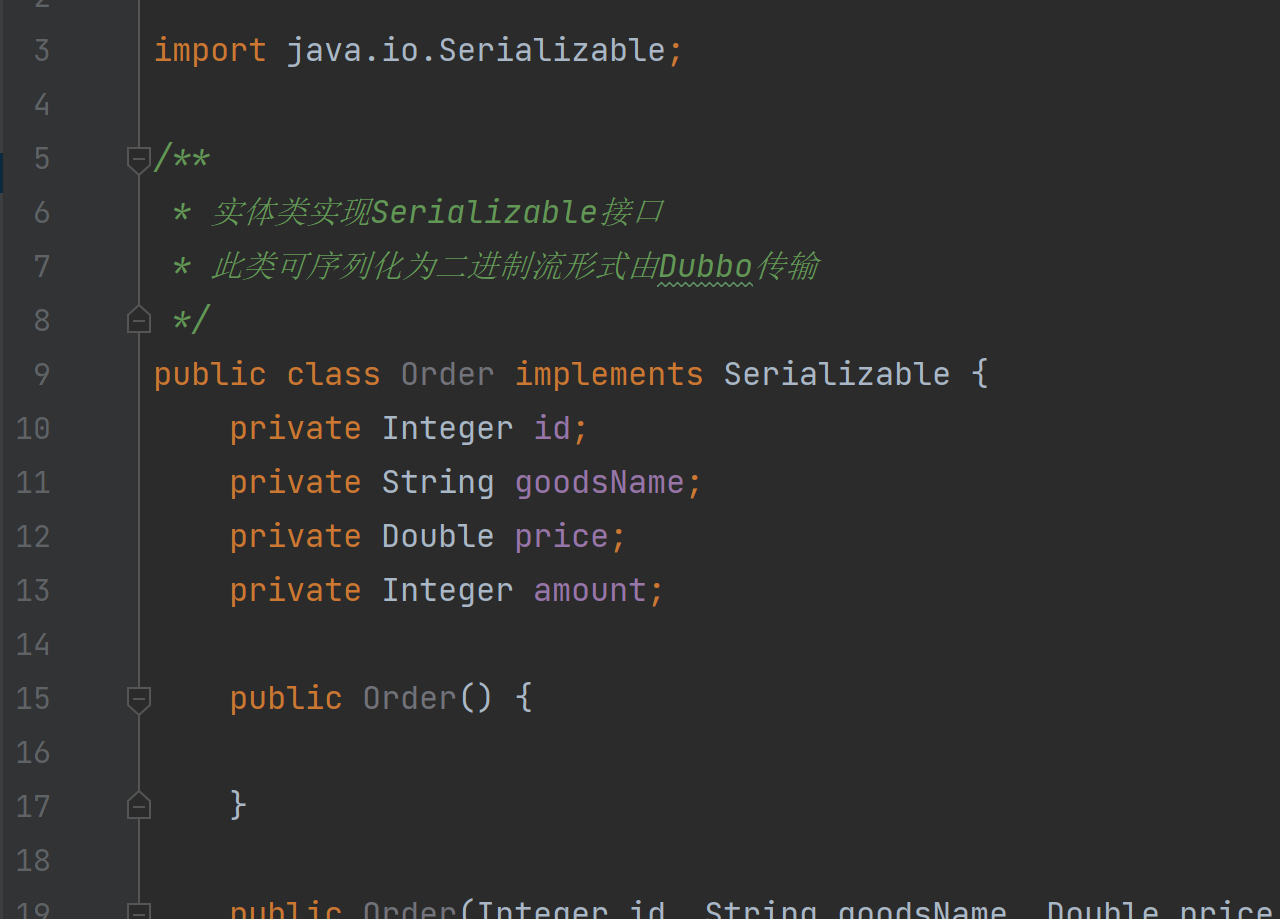 2
3 import java.io.Serializable;
4
5 /**
6 * 实体类实现Serializable接口
7 * 此类可序列化为二进制流形式由Dubbo传输
8 */
9 public class Order implements Serializable {
10 private Integer id;
11 private String goodsName;
12 private Double price;
13 private Integer amount;
14
15 public Order() {
16
17 }
18
19 public Order(Integer id, String goodsName, Double price